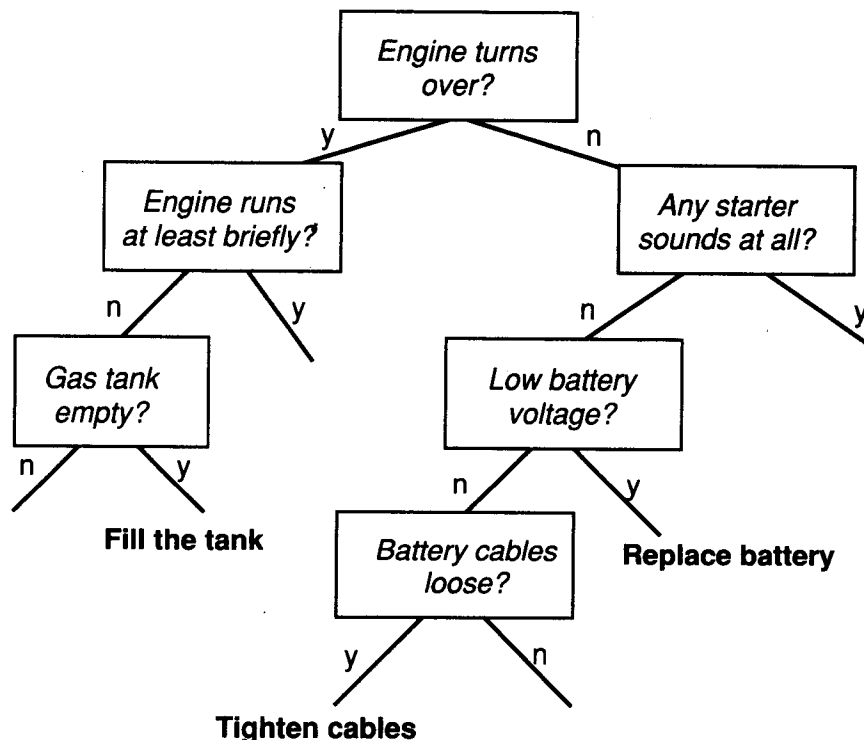 Engine turns
over?
y
n
Engine runs
at least briefly?
Any starter
sounds at all?
n
y
n
y
Gas tank
empty?
Low battery
voltage?
n
y
n
y
Fill the tank
Battery cables
loose?
Replace battery
y
n
Tighten cables